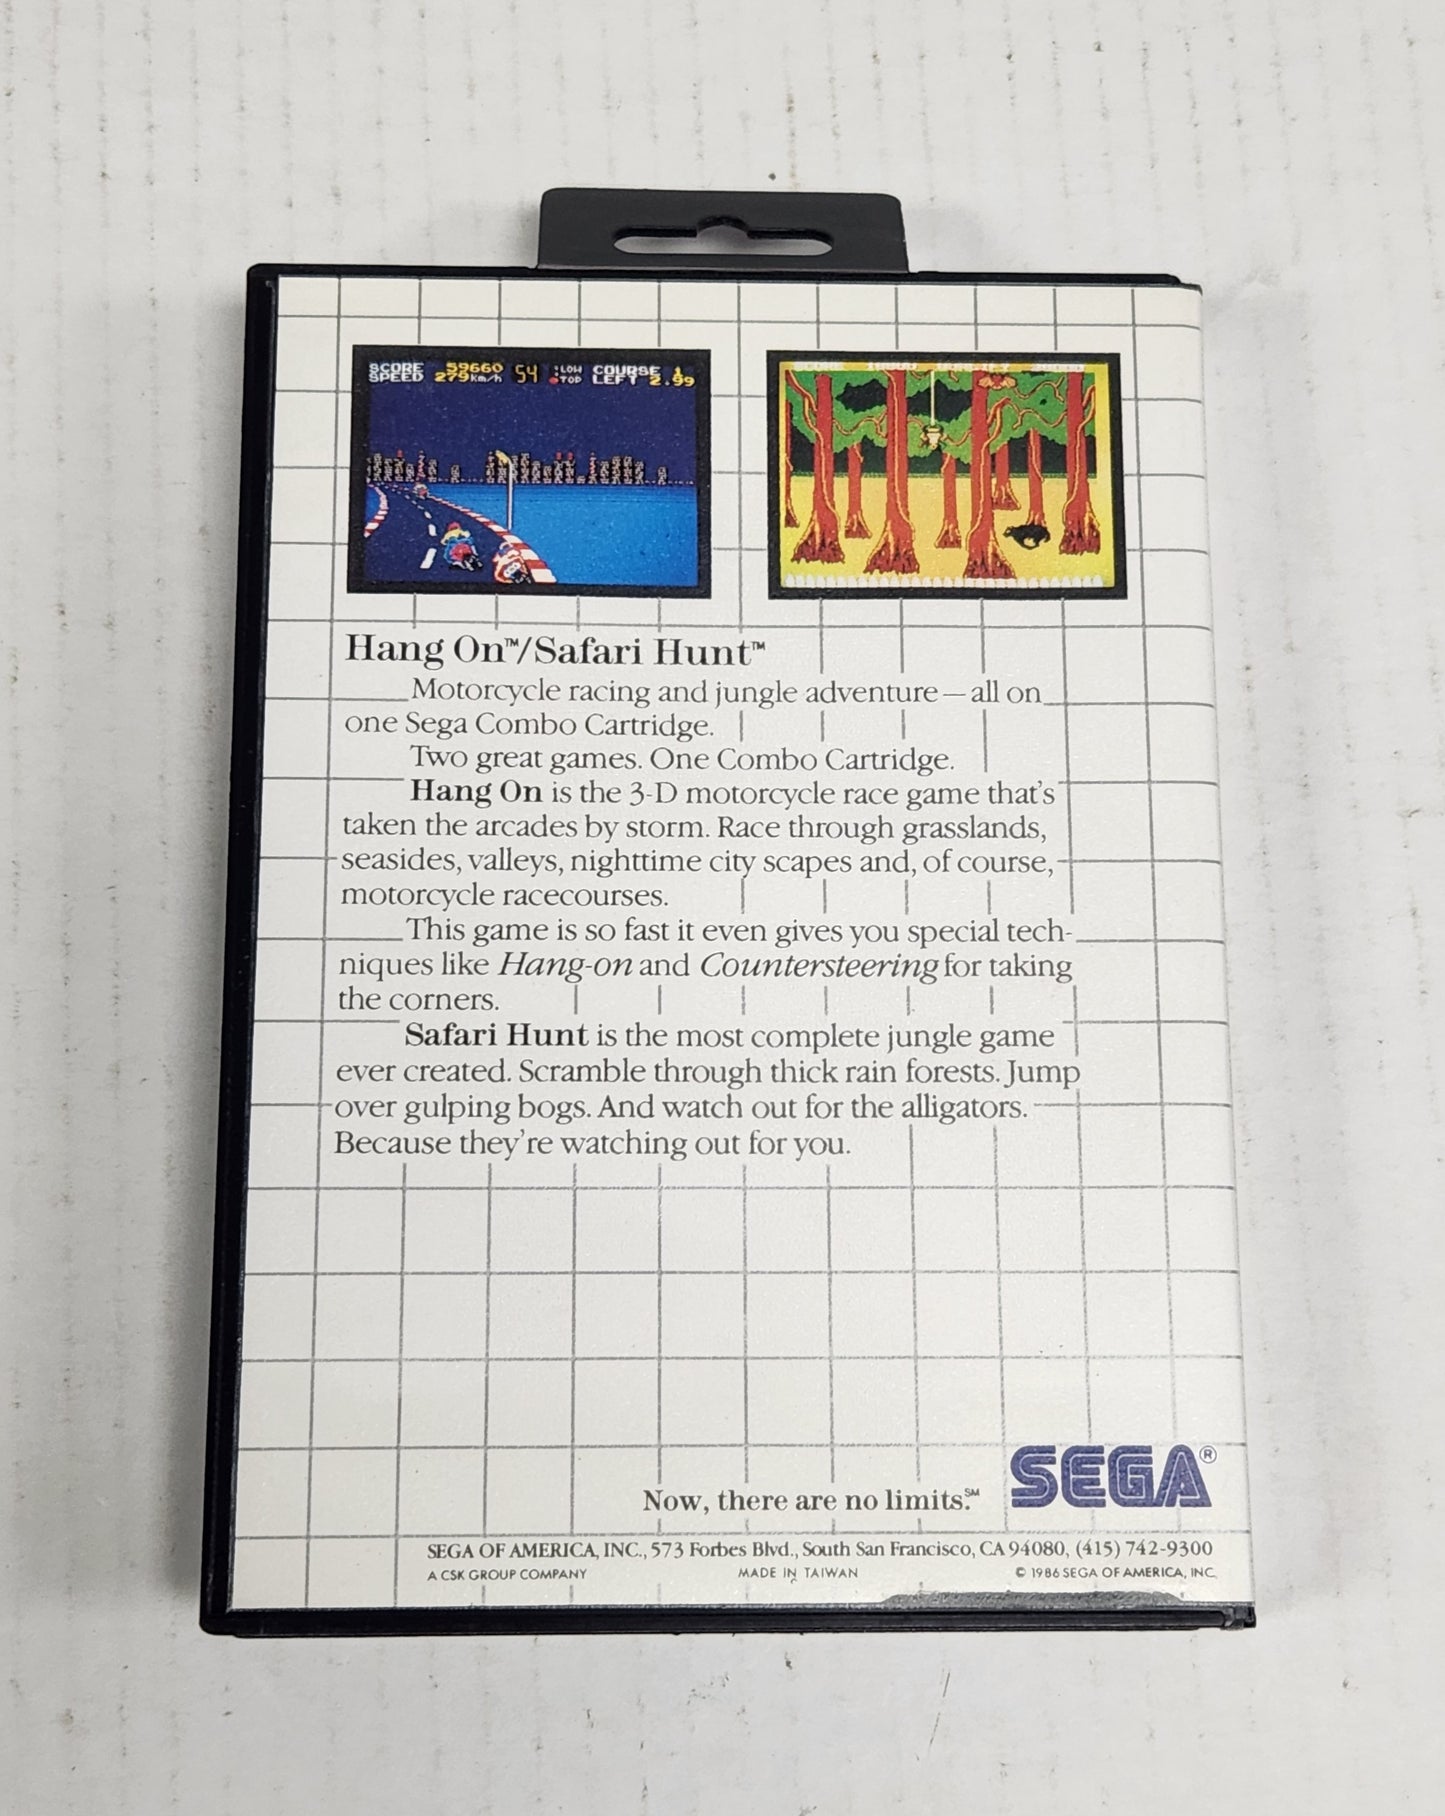 SCORE 59660 54 :LOW COURSE 1
SPEED 279km/h TOP LEFT 2.99
SCORE
Hang On™/Safari Hunt™
Motorcycle racing and jungle adventure—all on
one Sega Combo Cartridge.
Two great games. One Combo Cartridge.
Hang On is the 3-D motorcycle race game that's
taken the arcades by storm. Race through grasslands,
seasides, valleys, nighttime city scapes and, of course,
motorcycle racecourses.
This game is so fast it even gives you special tech-
niques like Hang-on and Countersteering for taking
the corners.
Safari Hunt is the most complete jungle game
ever created. Scramble through thick rain forests. Jump
over gulping bogs. And watch out for the alligators.
Because they're watching out for you.
Now, there are no limits.℠ SEGA®
SEGA OF AMERICA, INC., 573 Forbes Blvd., South San Francisco, CA 94080, (415) 742-9300
A CSK GROUP COMPANY MADE IN TAIWAN © 1986 SEGA OF AMERICA, INC.